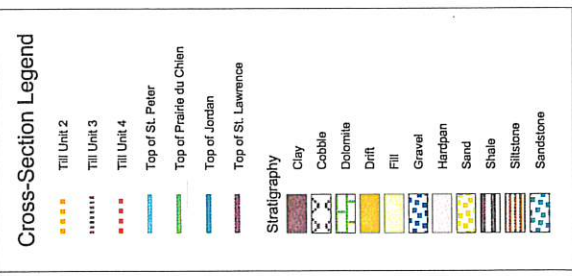 Cross-Section Legend
Till Unit 2
Till Unit 3
Till Unit 4
Top of St. Peter
Top of Prairie du Chien
Top of Jordan
Top of St. Lawrence
Stratigraphy
Clay
Cobble
Dolomite
Drift
Fill
Gravel
Hardpan
Sand
Shale
Siltstone
Sandstone